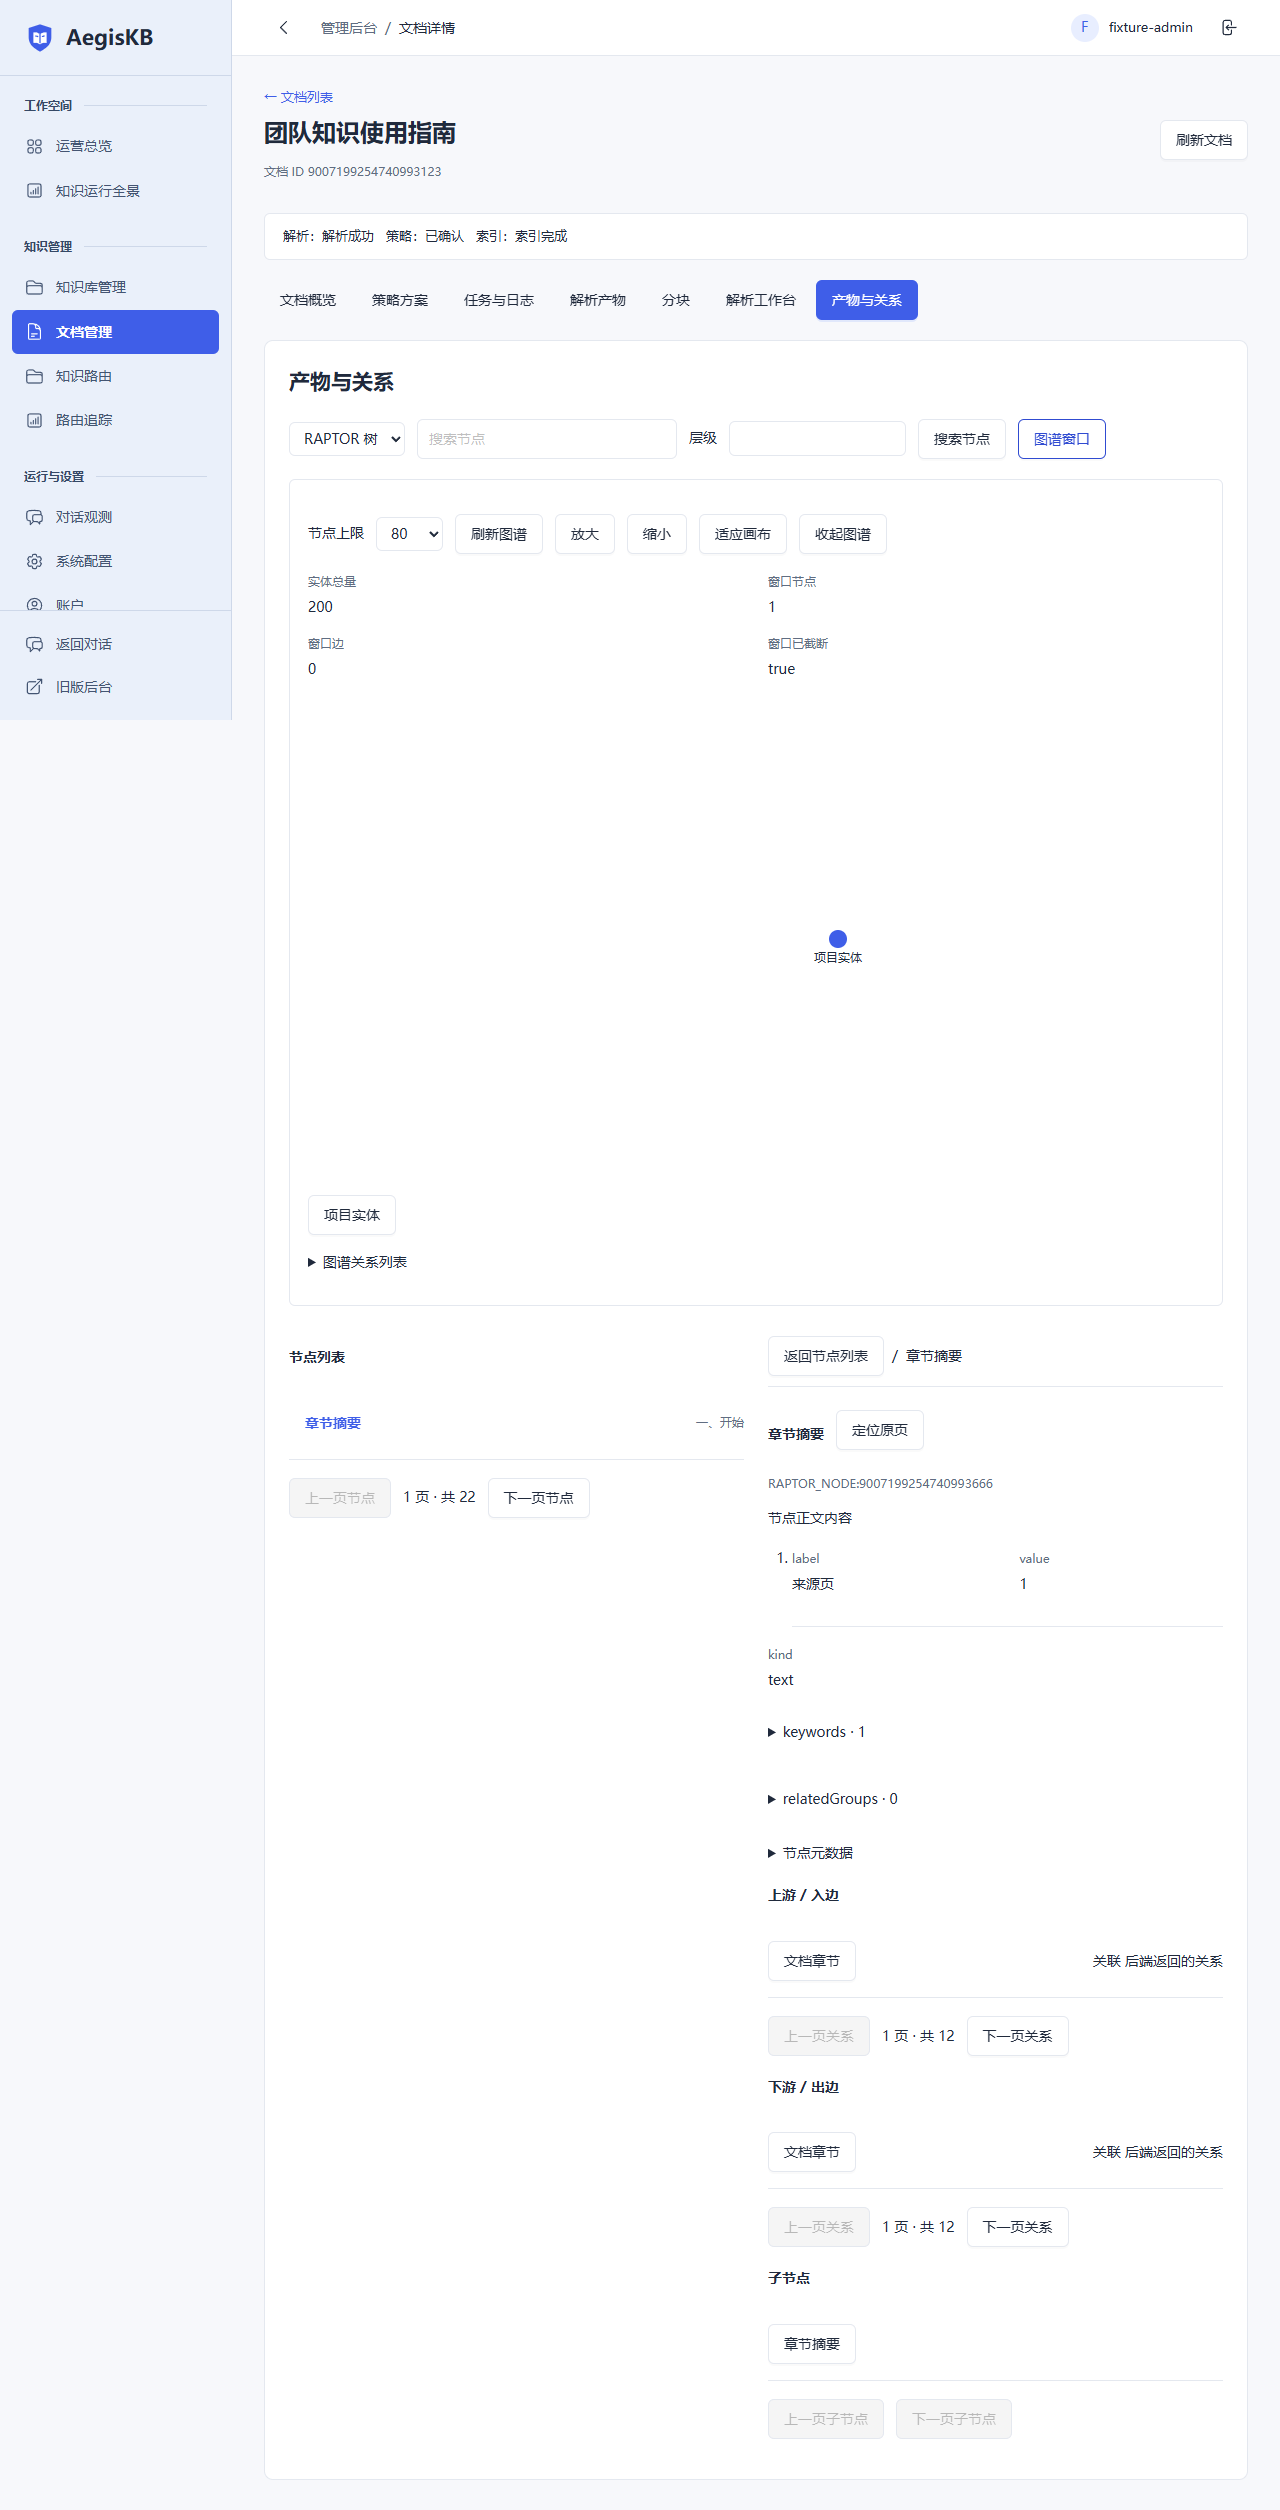 AegisKB
工作空间
运营总览
知识运行全景
知识管理
知识库管理
文档管理
知识路由
路由追踪
运行与设置
对话观测
系统配置
账户
返回对话
旧版后台
管理后台 / 文档详情
F fixture-admin
← 文档列表
团队知识使用指南
文档 ID 9007199254740993123
刷新文档
解析：解析成功 策略：已确认 索引：索引完成
文档概览 策略方案 任务与日志 解析产物 分块 解析工作台 产物与关系
产物与关系
RAPTOR 树 搜索节点 层级 搜索节点 图谱窗口
节点上限 80 刷新图谱 放大 缩小 适应画布 收起图谱
实体总量 窗口节点
200 1
窗口边 窗口已截断
0 true
项目实体
项目实体
▶ 图谱关系列表
节点列表
章节摘要 一、开始
上一页节点 1 页 · 共 22 下一页节点
返回节点列表 / 章节摘要
章节摘要 定位原页
RAPTOR_NODE:9007199254740993666
节点正文内容
1. label value
来源页 1
kind
text
▶ keywords · 1
▶ relatedGroups · 0
▶ 节点元数据
上游 / 入边
文档章节 关联 后端返回的关系
上一页关系 1 页 · 共 12 下一页关系
下游 / 出边
文档章节 关联 后端返回的关系
上一页关系 1 页 · 共 12 下一页关系
子节点
章节摘要
上一页子节点 下一页子节点